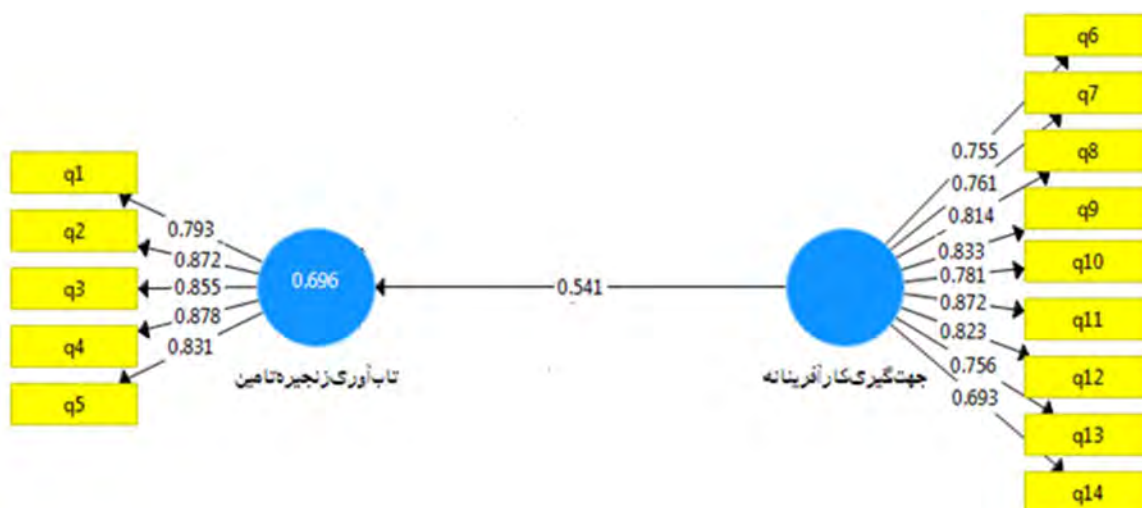 q1
q2
q3
q4
q5
0.793
0.872
0.855
0.878
0.831
0.696
تاب‌آوری زنجیره تامین
0.541
جهت‌گیری کارآفرینانه
0.755
0.761
0.814
0.833
0.781
0.872
0.823
0.756
0.693
q6
q7
q8
q9
q10
q11
q12
q13
q14